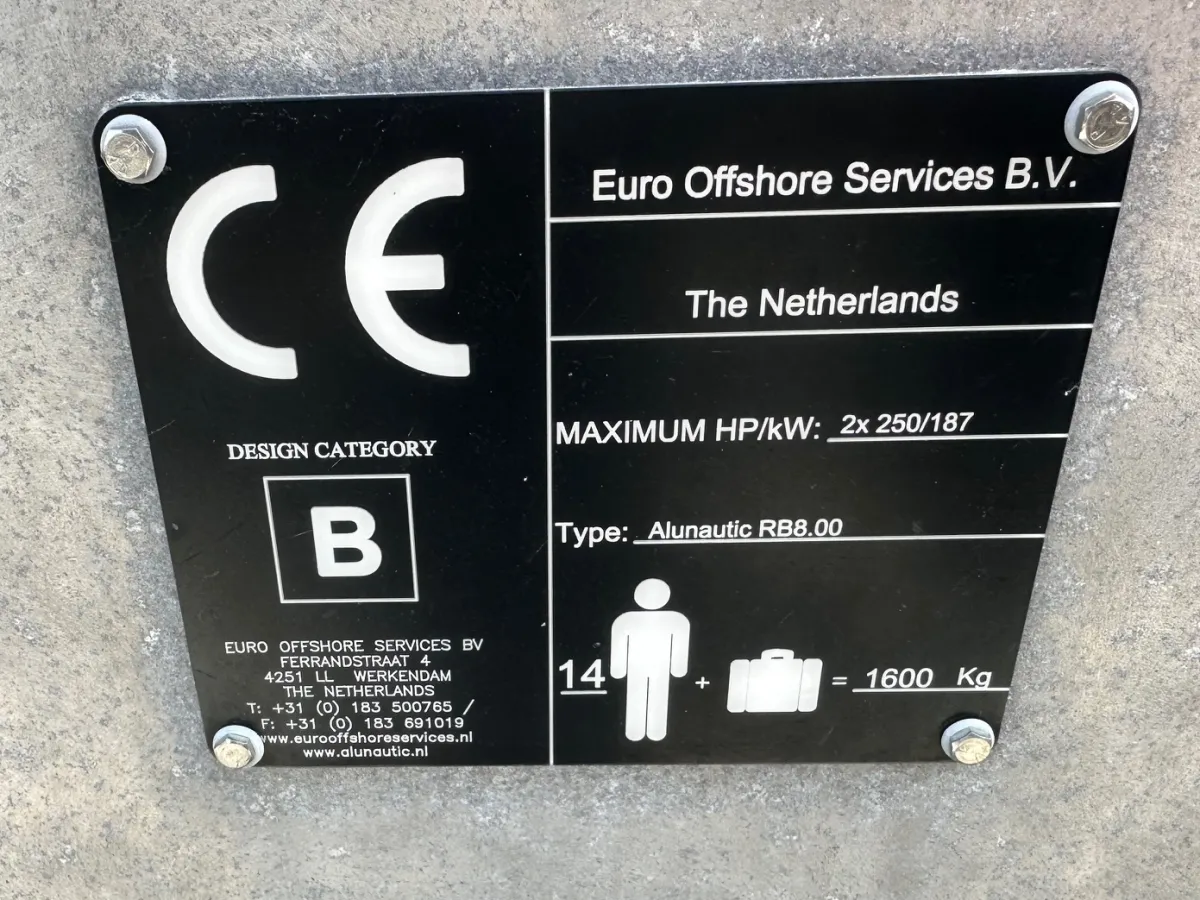 CE
DESIGN CATEGORY
B
EURO OFFSHORE SERVICES BV
FERRANDSTRAAT 4
4251 LL WERKENDAM
THE NETHERLANDS
T: +31 (0) 183 500765 /
F: +31 (0) 183 691019
www.eurooffshoreservices.nl
www.alunautic.nl
Euro Offshore Services B.V.
The Netherlands
MAXIMUM HP/kW: 2x 250/187
Type: Alunautic RB8.00
14 + = 1600 Kg